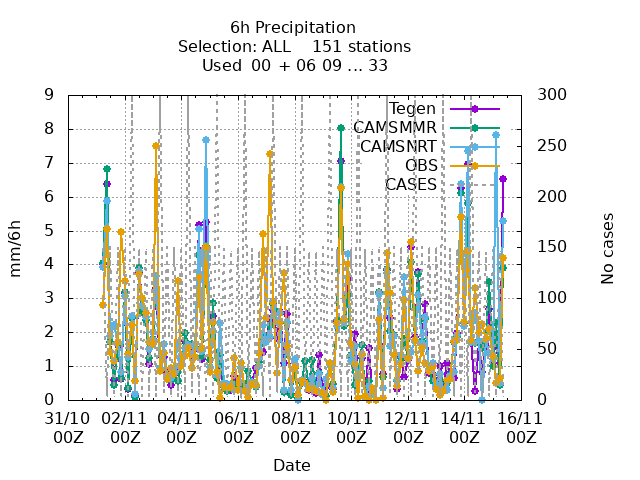 6h Precipitation
Selection: ALL    151 stations
Used  00 + 06 09 ... 33
9
8
7
6
5
4
3
2
1
0
mm/6h
300
250
200
150
100
50
0
No cases
Tegen
CAMSMMR
CAMSNRT
OBS
CASES
31/10 02/11 04/11 06/11 08/11 10/11 12/11 14/11 16/11
00Z 00Z 00Z 00Z 00Z 00Z 00Z 00Z 00Z
Date